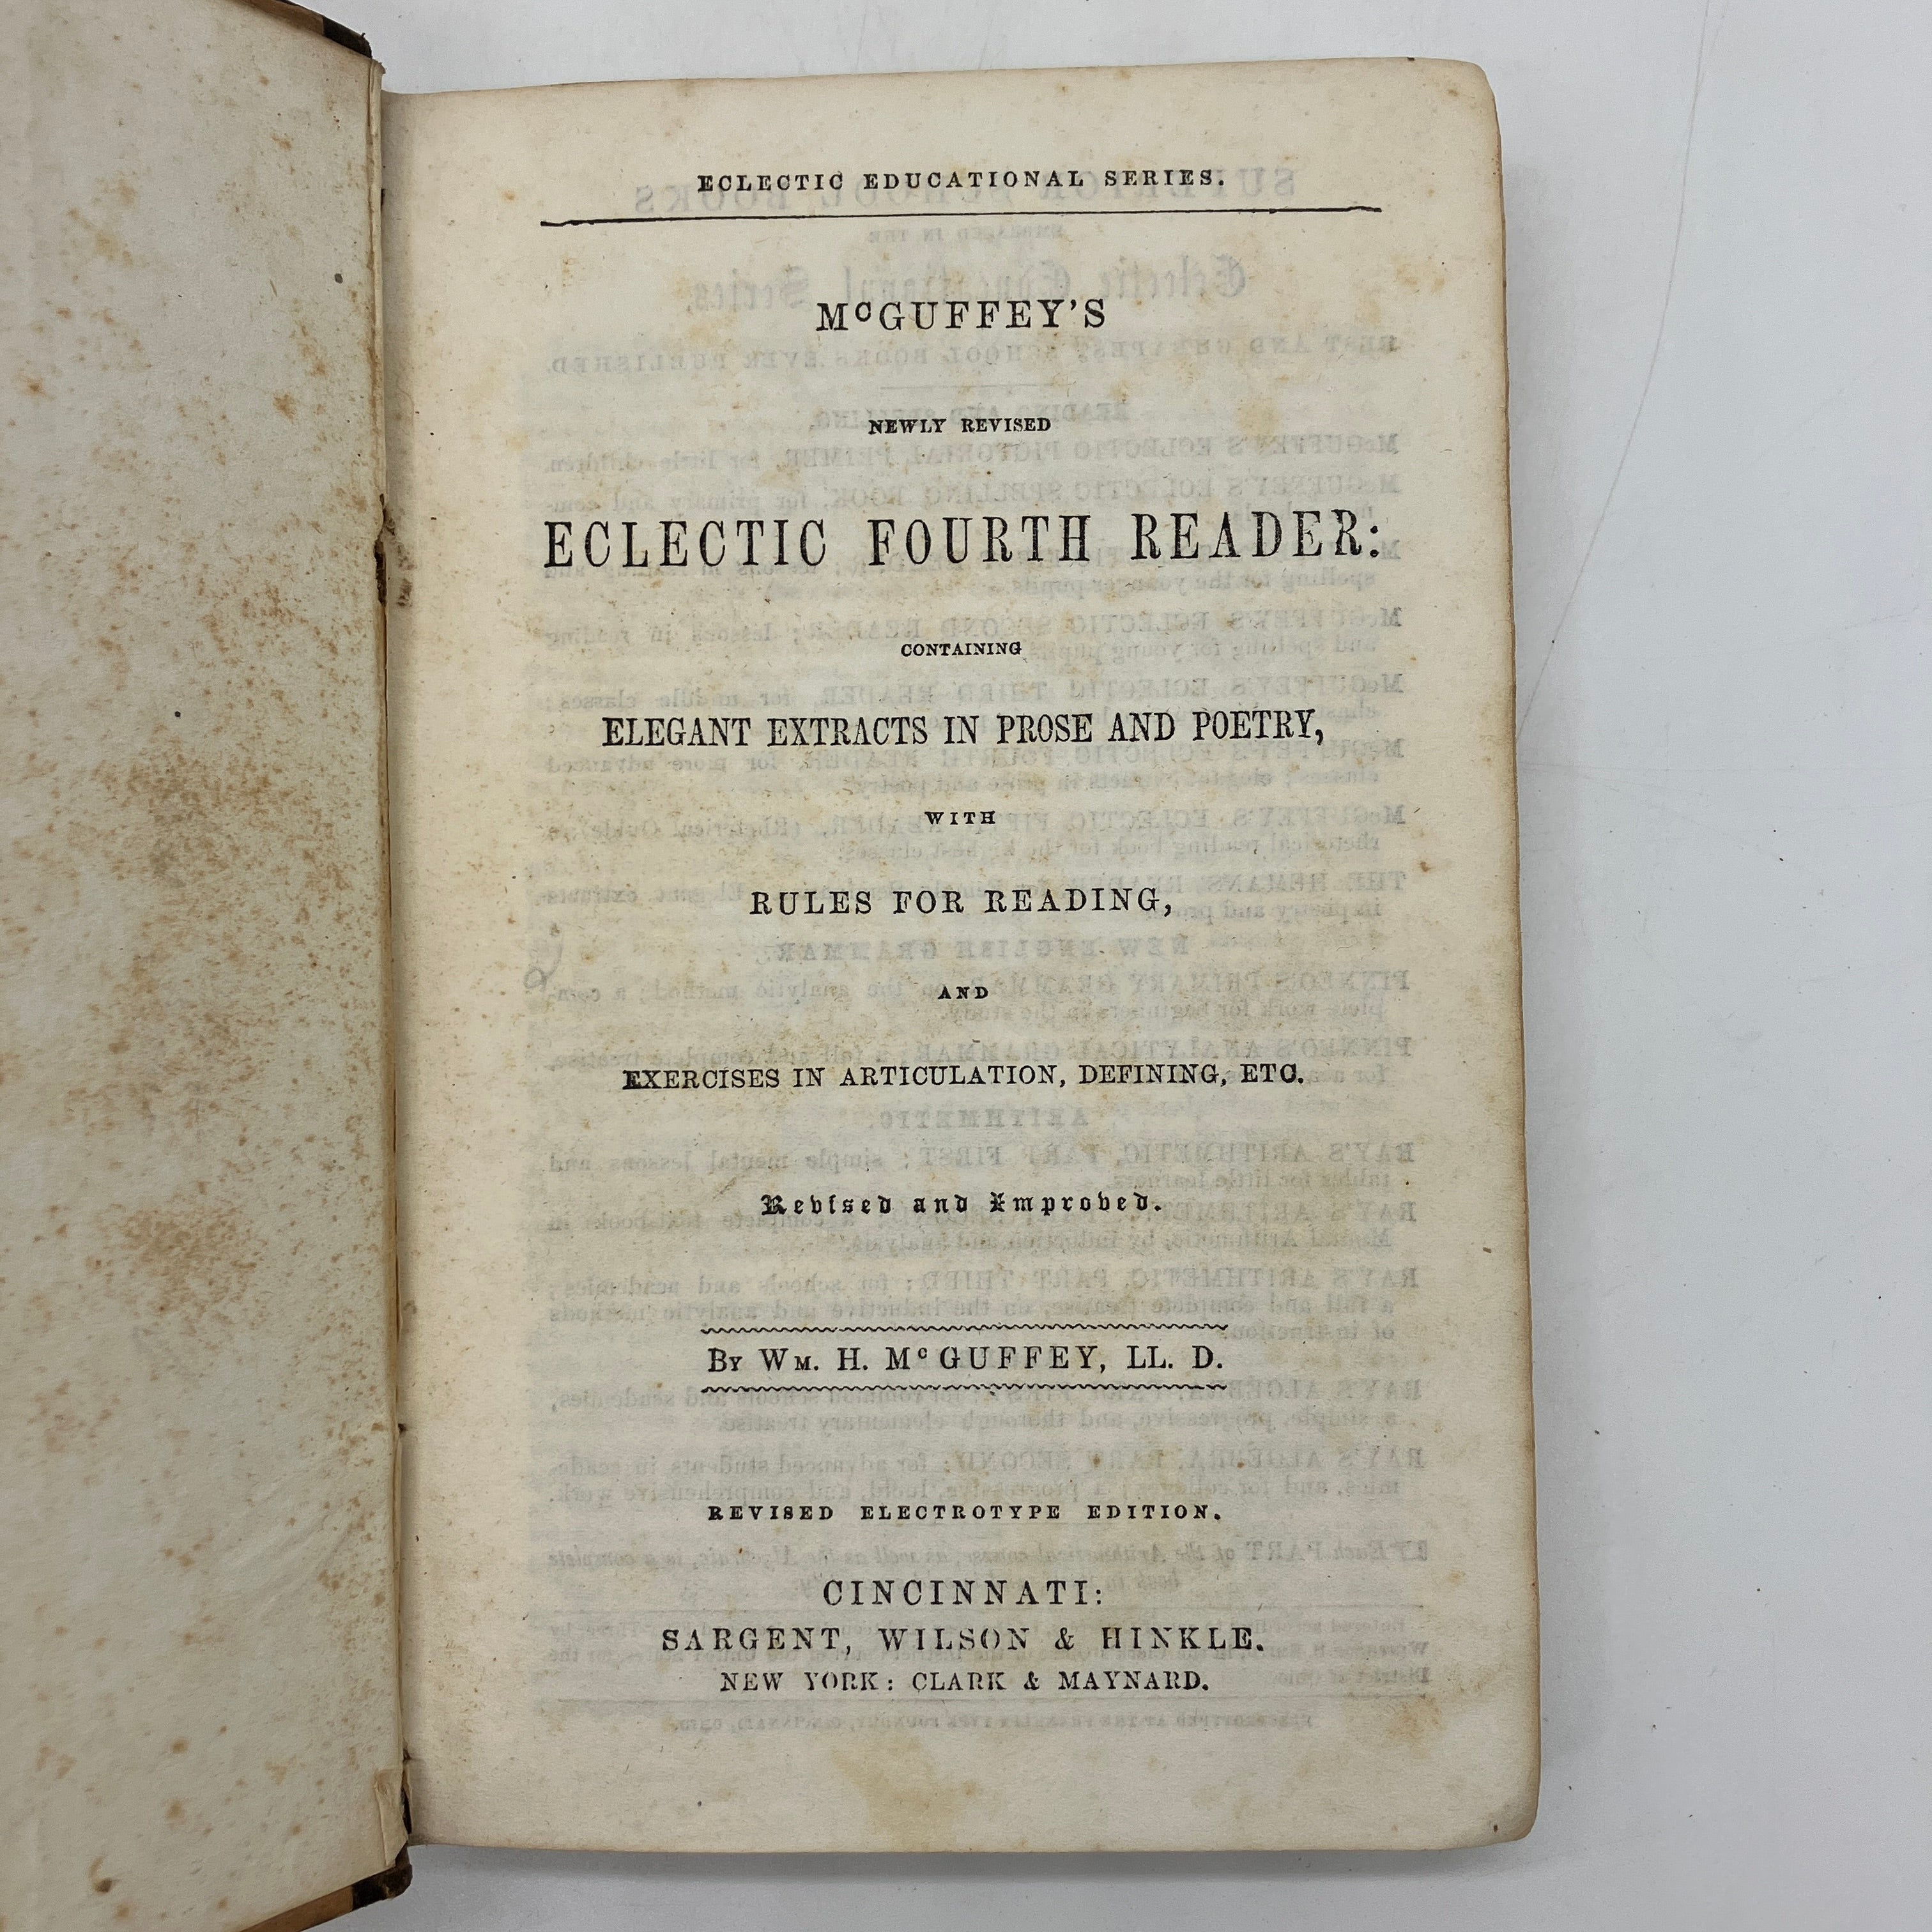 ECLECTIC EDUCATIONAL SERIES.
McGUFFEY'S
NEWLY REVISED
ECLECTIC FOURTH READER:
CONTAINING
ELEGANT EXTRACTS IN PROSE AND POETRY,
WITH
RULES FOR READING,
AND
EXERCISES IN ARTICULATION, DEFINING, ETC.
Revised and Improved.
By Wm. H. McGUFFEY, LL. D.
REVISED ELECTROTYPE EDITION.
CINCINNATI:
SARGENT, WILSON & HINKLE.
NEW YORK: CLARK & MAYNARD.